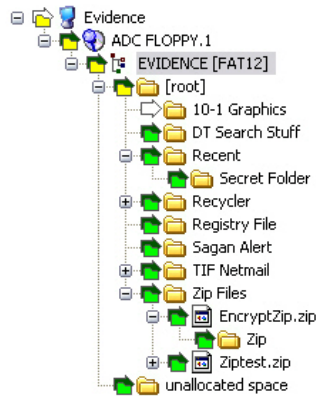 Evidence
ADC FLOPPY.1
EVIDENCE [FAT12]
[root]
10-1 Graphics
DT Search Stuff
Recent
Secret Folder
Recycler
Registry File
Sagan Alert
TIF Netmail
Zip Files
EncryptZip.zip
Zip
Ziptest.zip
unallocated space